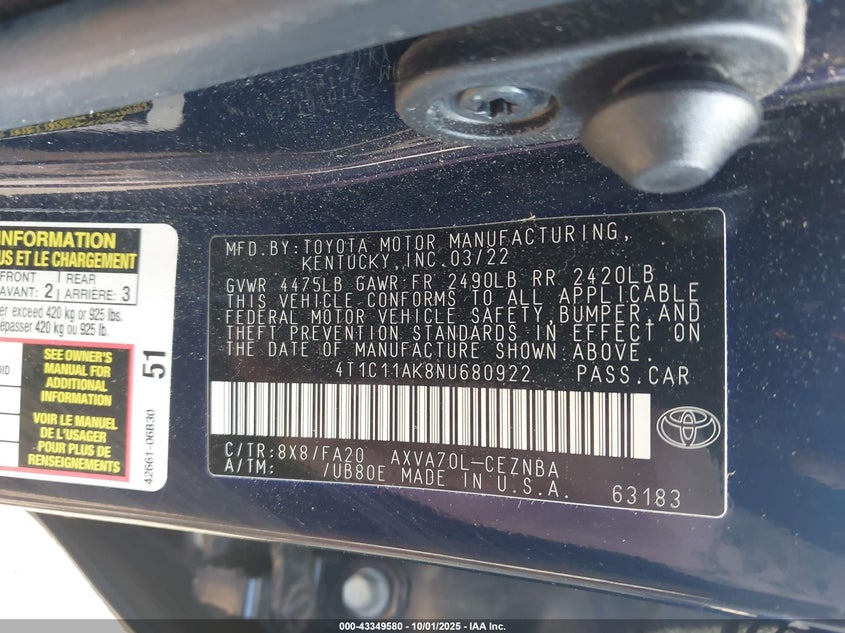 INFORMATION
US ET LE CHARGEMENT
FRONT
AVANT: 2
REAR
ARRIÈRE: 3
er exceed 420 kg or 925 lbs.
épasser 420 kg ou 925 lb.
SEE OWNER'S
MANUAL FOR
ADDITIONAL
INFORMATION
VOIR LE MANUEL
DE L'USAGER
POUR PLUS DE
RENSEIGNEMENTS
51
42661-06B30
MFD.BY: TOYOTA MOTOR MANUFACTURING,
KENTUCKY, INC. 03/22
GVWR 4475LB GAWR FR 2490LB RR 2420LB
THIS VEHICLE CONFORMS TO ALL APPLICABLE
FEDERAL MOTOR VEHICLE SAFETY, BUMPER, AND
THEFT PREVENTION STANDARDS IN EFFECT ON
THE DATE OF MANUFACTURE SHOWN ABOVE.
4T1C11AK8NU680922 PASS.CAR
C/TR: 8X8/FA20 AXVA70L-CEZNBA
A/TM: /UB80E MADE IN U.S.A. 63183
000-43349580 - 10/01/2025 - IAA Inc.